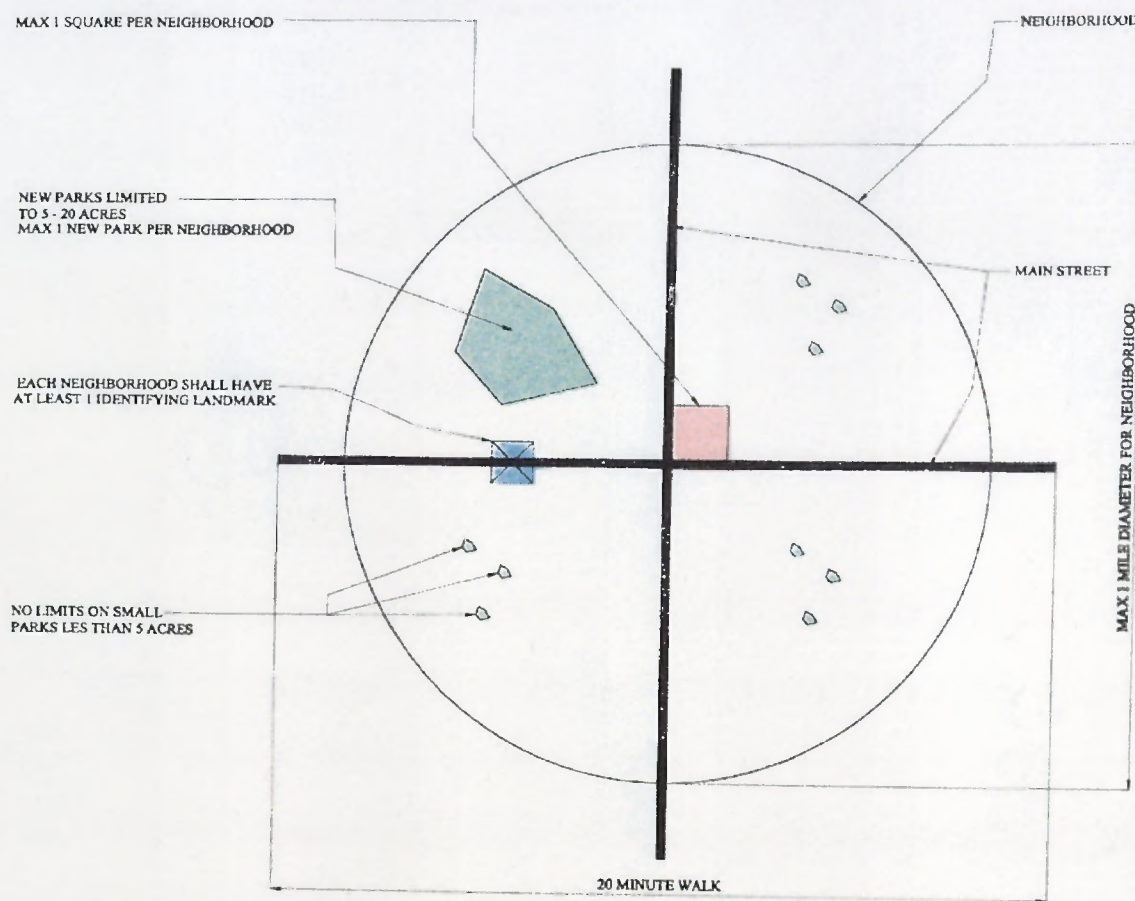 MAX 1 SQUARE PER NEIGHBORHOOD
NEIGHBORHOOD
NEW PARKS LIMITED
TO 5 - 20 ACRES
MAX 1 NEW PARK PER NEIGHBORHOOD
MAIN STREET
EACH NEIGHBORHOOD SHALL HAVE
AT LEAST 1 IDENTIFYING LANDMARK
MAX 1 MILE DIAMETER FOR NEIGHBORHOOD
NO LIMITS ON SMALL
PARKS LES THAN 5 ACRES
20 MINUTE WALK